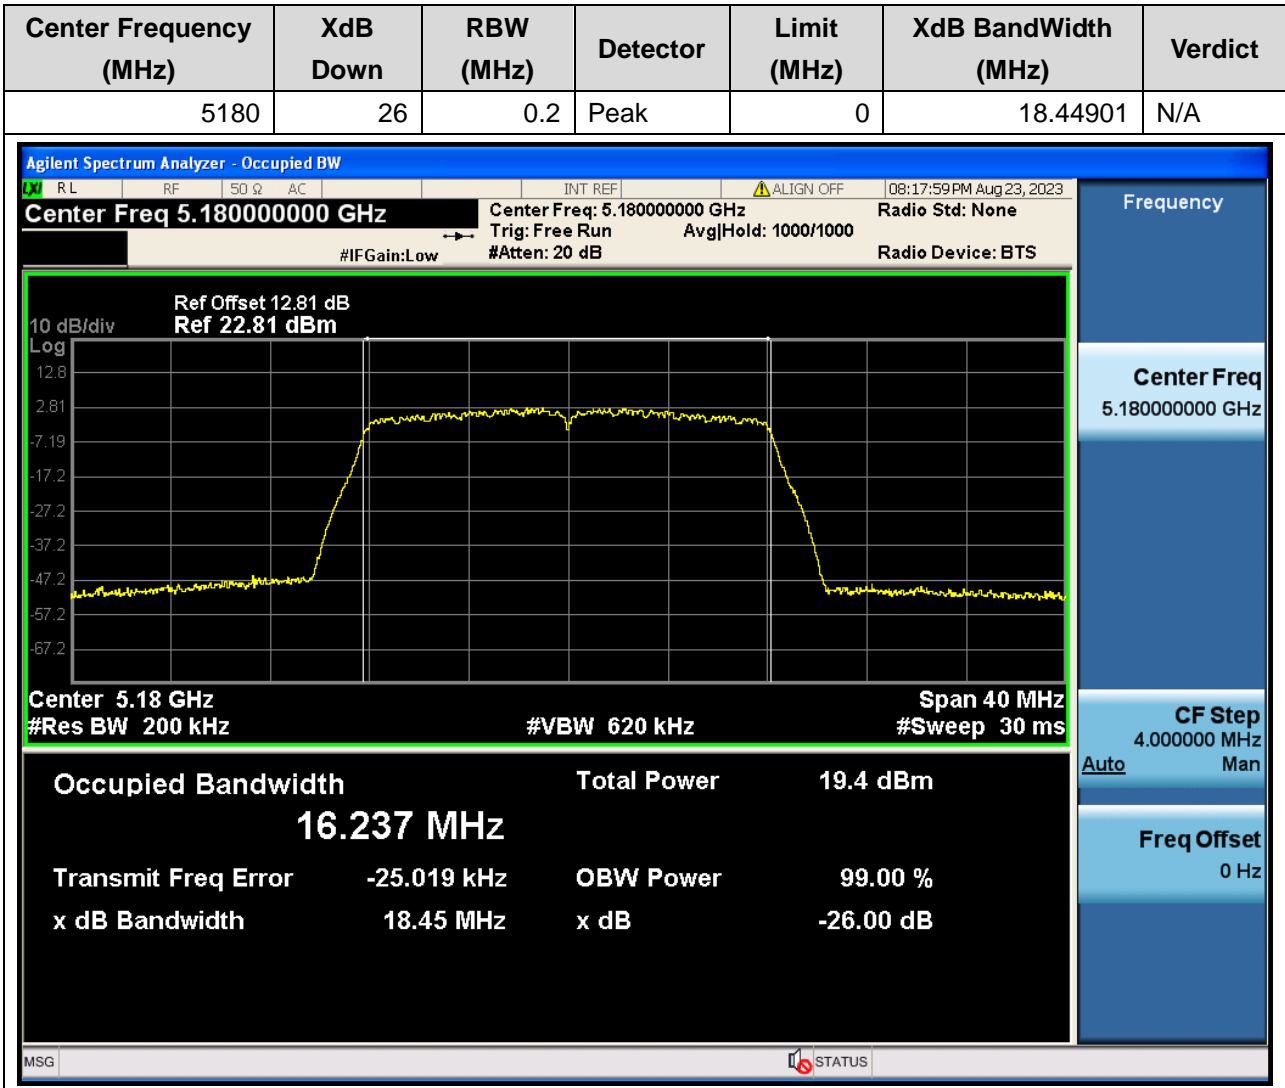 Center Frequency (MHz) XdB Down RBW (MHz) Detector Limit (MHz) XdB BandWidth (MHz) Verdict
5180 26 0.2 Peak 0 18.44901 N/A
Agilent Spectrum Analyzer - Occupied BW
LXI RL RF 50 Ω AC INT REF ALIGN OFF 08:17:59 PM Aug 23, 2023
Center Freq 5.180000000 GHz
Center Freq: 5.180000000 GHz
Radio Std: None
Trig: Free Run Avg|Hold: 1000/1000
#IFGain:Low #Atten: 20 dB Radio Device: BTS
Ref Offset 12.81 dB
10 dB/div Ref 22.81 dBm
Log
12.8
2.81
-7.19
-17.2
-27.2
-37.2
-47.2
-57.2
-67.2
Center 5.18 GHz Span 40 MHz
#Res BW 200 kHz #VBW 620 kHz #Sweep 30 ms
Occupied Bandwidth Total Power 19.4 dBm
16.237 MHz
Transmit Freq Error -25.019 kHz OBW Power 99.00 %
x dB Bandwidth 18.45 MHz x dB -26.00 dB
Frequency
Center Freq
5.180000000 GHz
CF Step
4.000000 MHz
Auto Man
Freq Offset
0 Hz
MSG STATUS